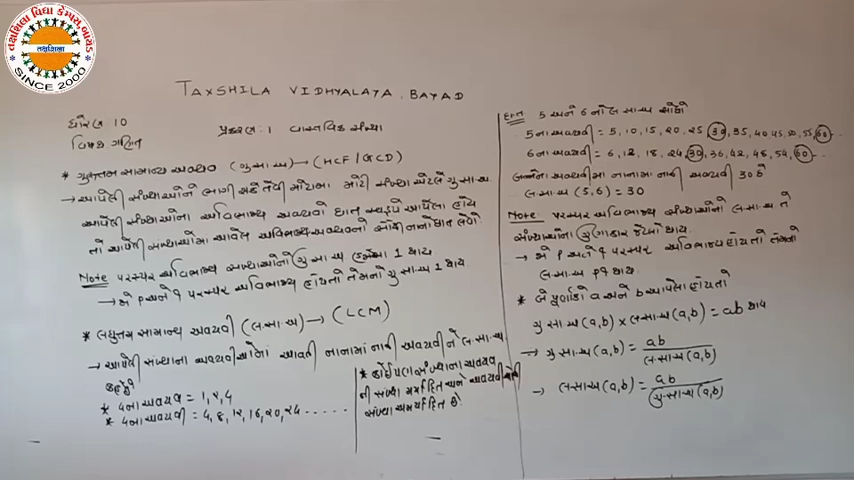 તક્ષશિલા વિદ્યા કેમ્પસ, બાયડ
તક્ષશિલા
SINCE 2000
TAXSHILA VIDHYALAYA, BAYAD
ધોરણ 10
વિષય ગણિત
પ્રકરણ : 1 વાસ્તવિક સંખ્યા
* ગુરુત્તમ સામાન્ય અવયવ (ગુ.સા.અ) → (HCF/GCD)
→ આપેલી સંખ્યાઓને ભાગી શકે તેવી મોટામાં મોટી સંખ્યા એટલે ગુ.સા.અ
આપેલી સંખ્યાઓના અવિભાજ્ય અવયવો ઘાત સ્વરૂપે આપેલા હોય
તો આપેલી સંખ્યાઓમાં આવેલ અવિભાજ્ય અવયવનો સૌથી નાનો ઘાત લેવો
Note પરસ્પર અવિભાજ્ય સંખ્યાઓનો ગુ.સા.અ હંમેશા 1 થાય
→ જો p અને q પરસ્પર અવિભાજ્ય હોય તો તેમનો ગુ.સા.અ 1 થાય
* લઘુત્તમ સામાન્ય અવયવી (લ.સા.અ) → (LCM)
→ આપેલી સંખ્યાના અવયવીઓમાં આવતી નાનામાં નાની અવયવીને લ.સા.અ
કહેવાય
* 4ના અવયવ = 1, 2, 4
* 4ના અવયવી = 4, 8, 12, 16, 20, 24 .....
* કોઈપણ સંખ્યાના અવયવ
ની સંખ્યા મર્યાદિત અને અવયવીઓની
સંખ્યા અમર્યાદિત છે
5 અને 6 નો લ.સા.અ શોધો
5ના અવયવી = 5, 10, 15, 20, 25, 30, 35, 40, 45, 50, 55, 60 --
6ના અવયવી = 6, 12, 18, 24, 30, 36, 42, 48, 54, 60 --
બન્નેના અવયવીમાં નાનામાં નાની અવયવી 30 છે
લ.સા.અ (5,6) = 30
Note પરસ્પર અવિભાજ્ય સંખ્યાઓનો લ.સા.અ તે
સંખ્યાઓના ગુણાકાર જેટલો થાય
→ જો p અને q પરસ્પર અવિભાજ્ય હોય તો તેમનો
લ.સા.અ pq થાય
* બે પૂર્ણાંકો a અને b આપેલા હોય તો
ગુ.સા.અ (a,b) × લ.સા.અ (a,b) = ab થાય
→ ગુ.સા.અ (a,b) = ab / લ.સા.અ (a,b)
→ લ.સા.અ (a,b) = ab / ગુ.સા.અ (a,b)